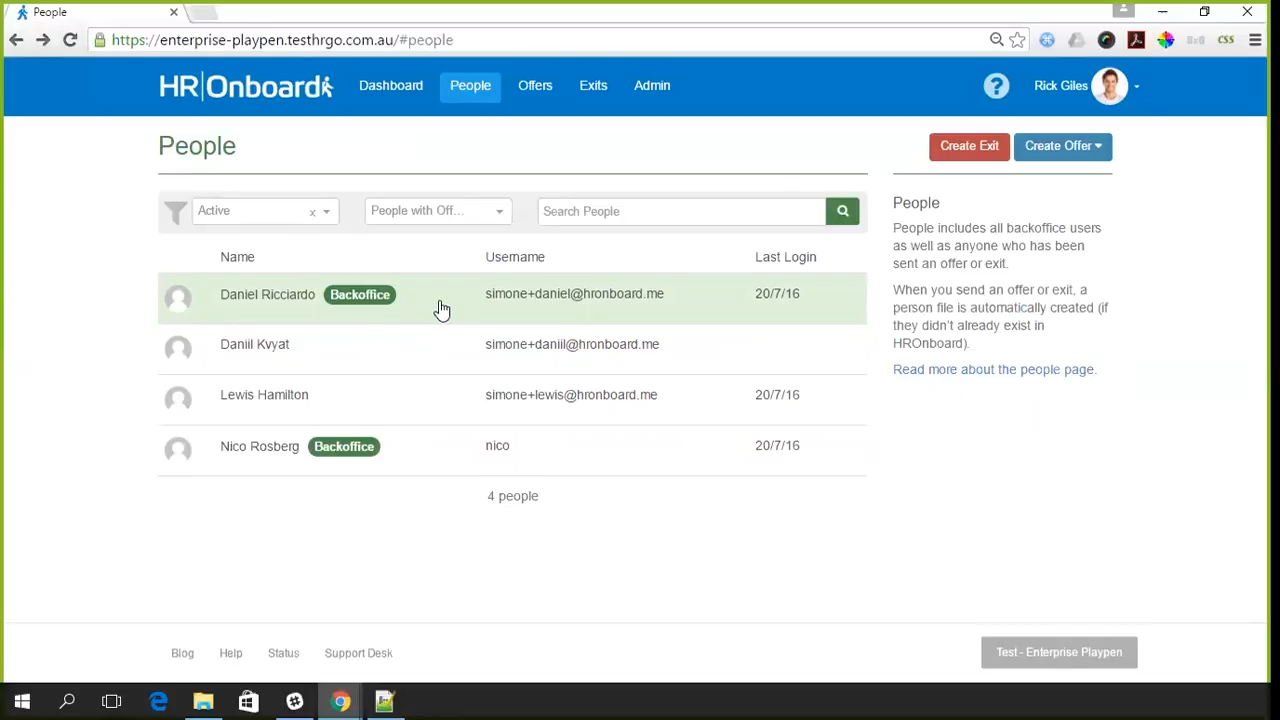 People
https://enterprise-playpen.testhrgo.com.au/#people
CSS
HR|Onboard
Dashboard
People
Offers
Exits
Admin
?
Rick Giles
People
Create Exit
Create Offer
Active
x
People with Off...
Search People
Name
Username
Last Login
Daniel Ricciardo
Backoffice
simone+daniel@hronboard.me
20/7/16
Daniil Kvyat
simone+daniil@hronboard.me
Lewis Hamilton
simone+lewis@hronboard.me
20/7/16
Nico Rosberg
Backoffice
nico
20/7/16
4 people
People
People includes all backoffice users
as well as anyone who has been
sent an offer or exit.
When you send an offer or exit, a
person file is automatically created (if
they didn't already exist in
HROnboard).
Read more about the people page.
Blog
Help
Status
Support Desk
Test - Enterprise Playpen